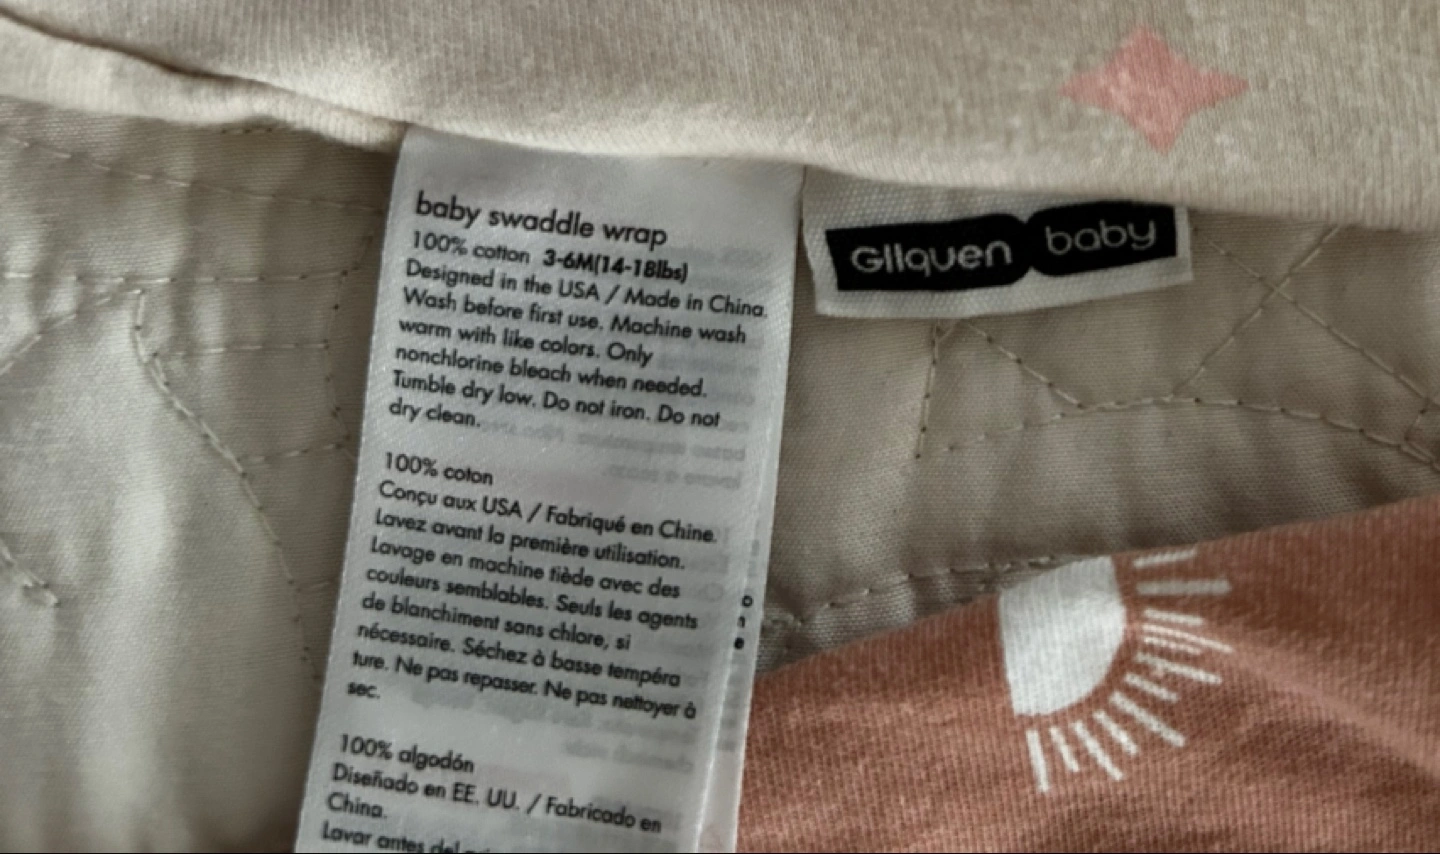 baby swaddle wrap
100% cotton 3-6M(14-18lbs)
Designed in the USA / Made in China.
Wash before first use. Machine wash
warm with like colors. Only
nonchlorine bleach when needed.
Tumble dry low. Do not iron. Do not
dry clean.
100% coton
Conçu aux USA / Fabriqué en Chine.
Lavez avant la première utilisation.
Lavage en machine tiède avec des
couleurs semblables. Seuls les agents
de blanchiment sans chlore, si
nécessaire. Séchez à basse tempéra
ture. Ne pas repasser. Ne pas nettoyer à
sec.
100% algodón
Diseñado en EE. UU. / Fabricado en
China.
Lavar antes del
GIlquen baby